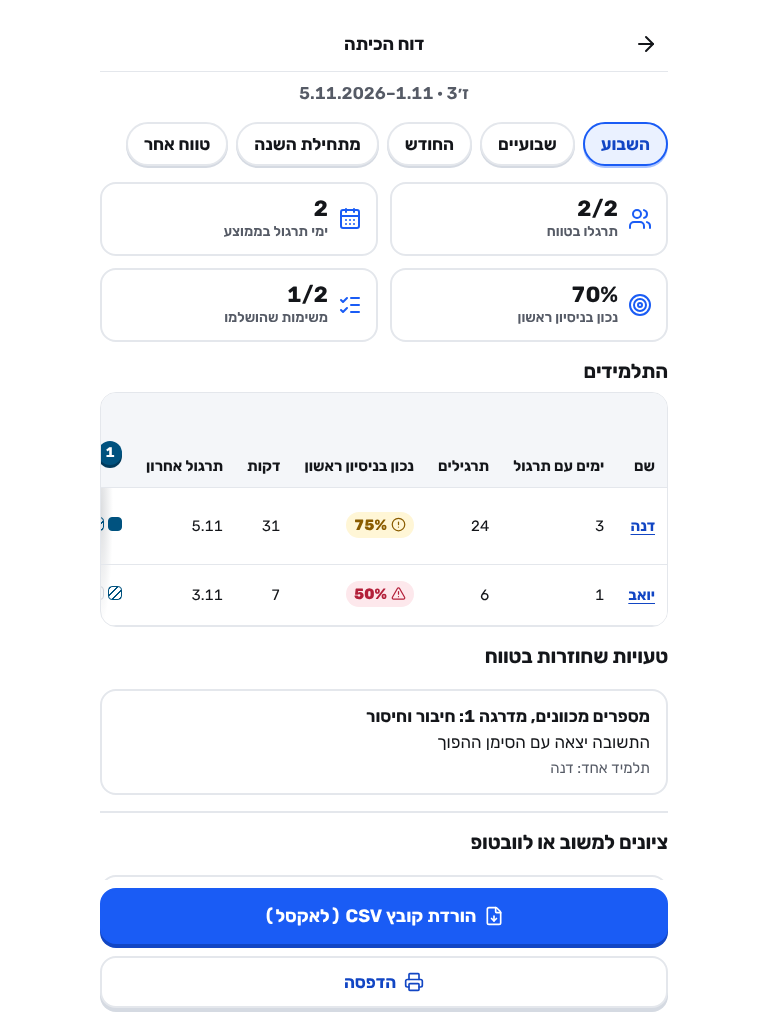 דוח הכיתה
ז׳3 • 1.11–5.11.2026
השבוע
שבועיים
החודש
מתחילת השנה
טווח אחר
2/2
תרגלו בטווח
2
ימי תרגול בממוצע
70%
נכון בניסיון ראשון
1/2
משימות שהושלמו
התלמידים
שם ימים עם תרגול תרגילים נכון בניסיון ראשון דקות תרגול אחרון 1
דנה 3 24 75% 31 5.11
יואב 1 6 50% 7 3.11
טעויות שחוזרות בטווח
מספרים מכוונים, מדרגה 1: חיבור וחיסור
התשובה יצאה עם הסימן ההפוך
תלמיד אחד: דנה
ציונים למשוב או לוובטופ
הורדת קובץ CSV (לאקסל)
הדפסה